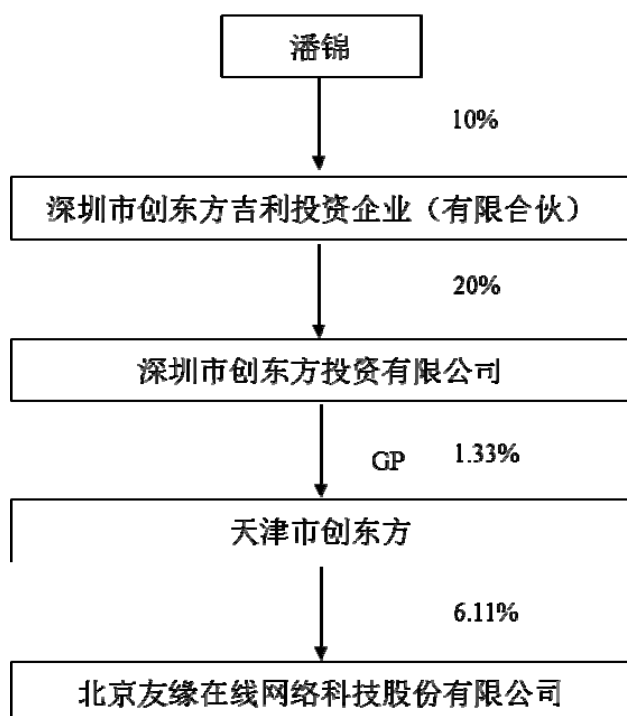 潘锦
10%
深圳市创东方吉利投资企业（有限合伙）
20%
深圳市创东方投资有限公司
GP 1.33%
天津市创东方
6.11%
北京友缘在线网络科技股份有限公司